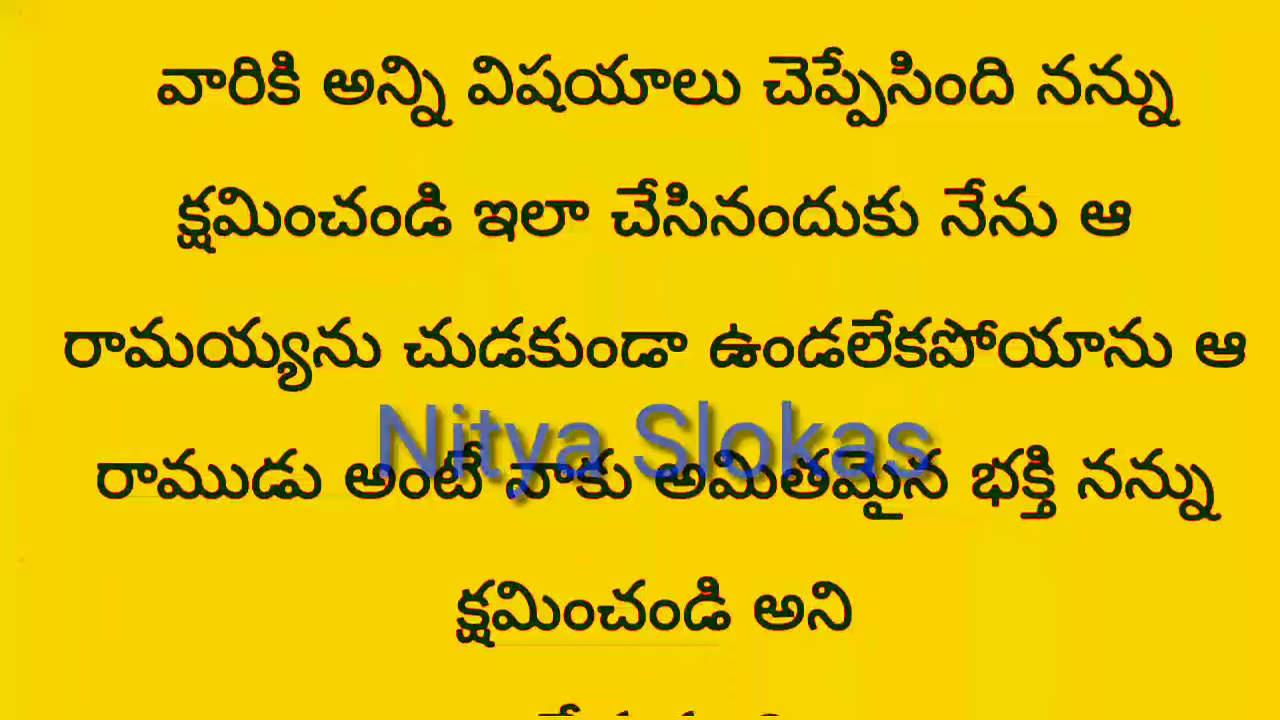 వారికి అన్ని విషయాలు చెప్పేసింది నన్ను
క్షమించండి ఇలా చేసినందుకు నేను ఆ
రామయ్యను చుడకుండా ఉండలేకపోయాను ఆ
Nitya Slokas
రాముడు అంటే నాకు అమితమైన భక్తి నన్ను
క్షమించండి అని